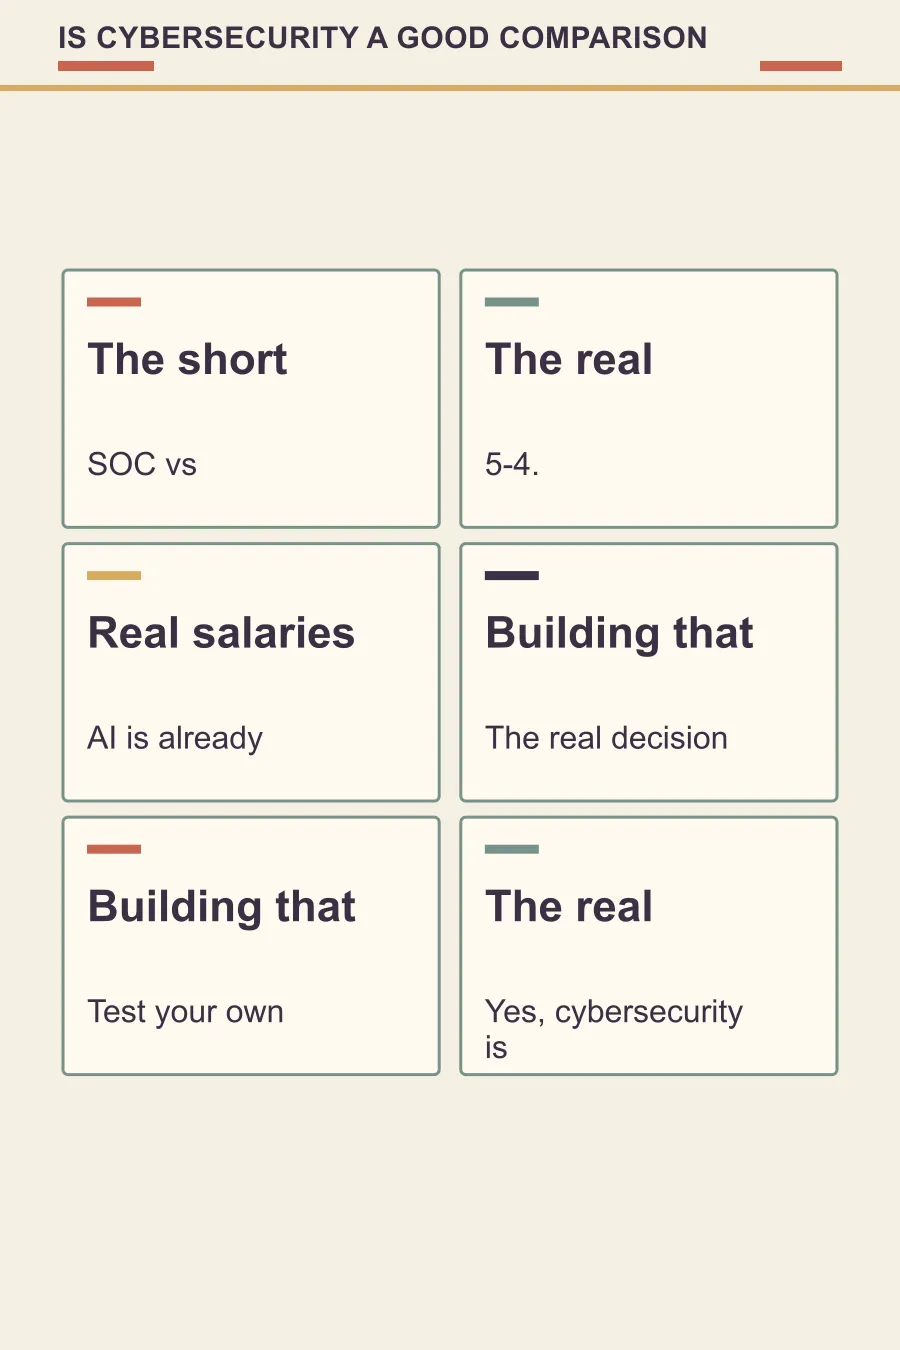 IS CYBERSECURITY A GOOD COMPARISON
The short
SOC vs
The real
5-4.
Real salaries
AI is already
Building that
The real decision
Building that
Test your own
The real
Yes, cybersecurity
is